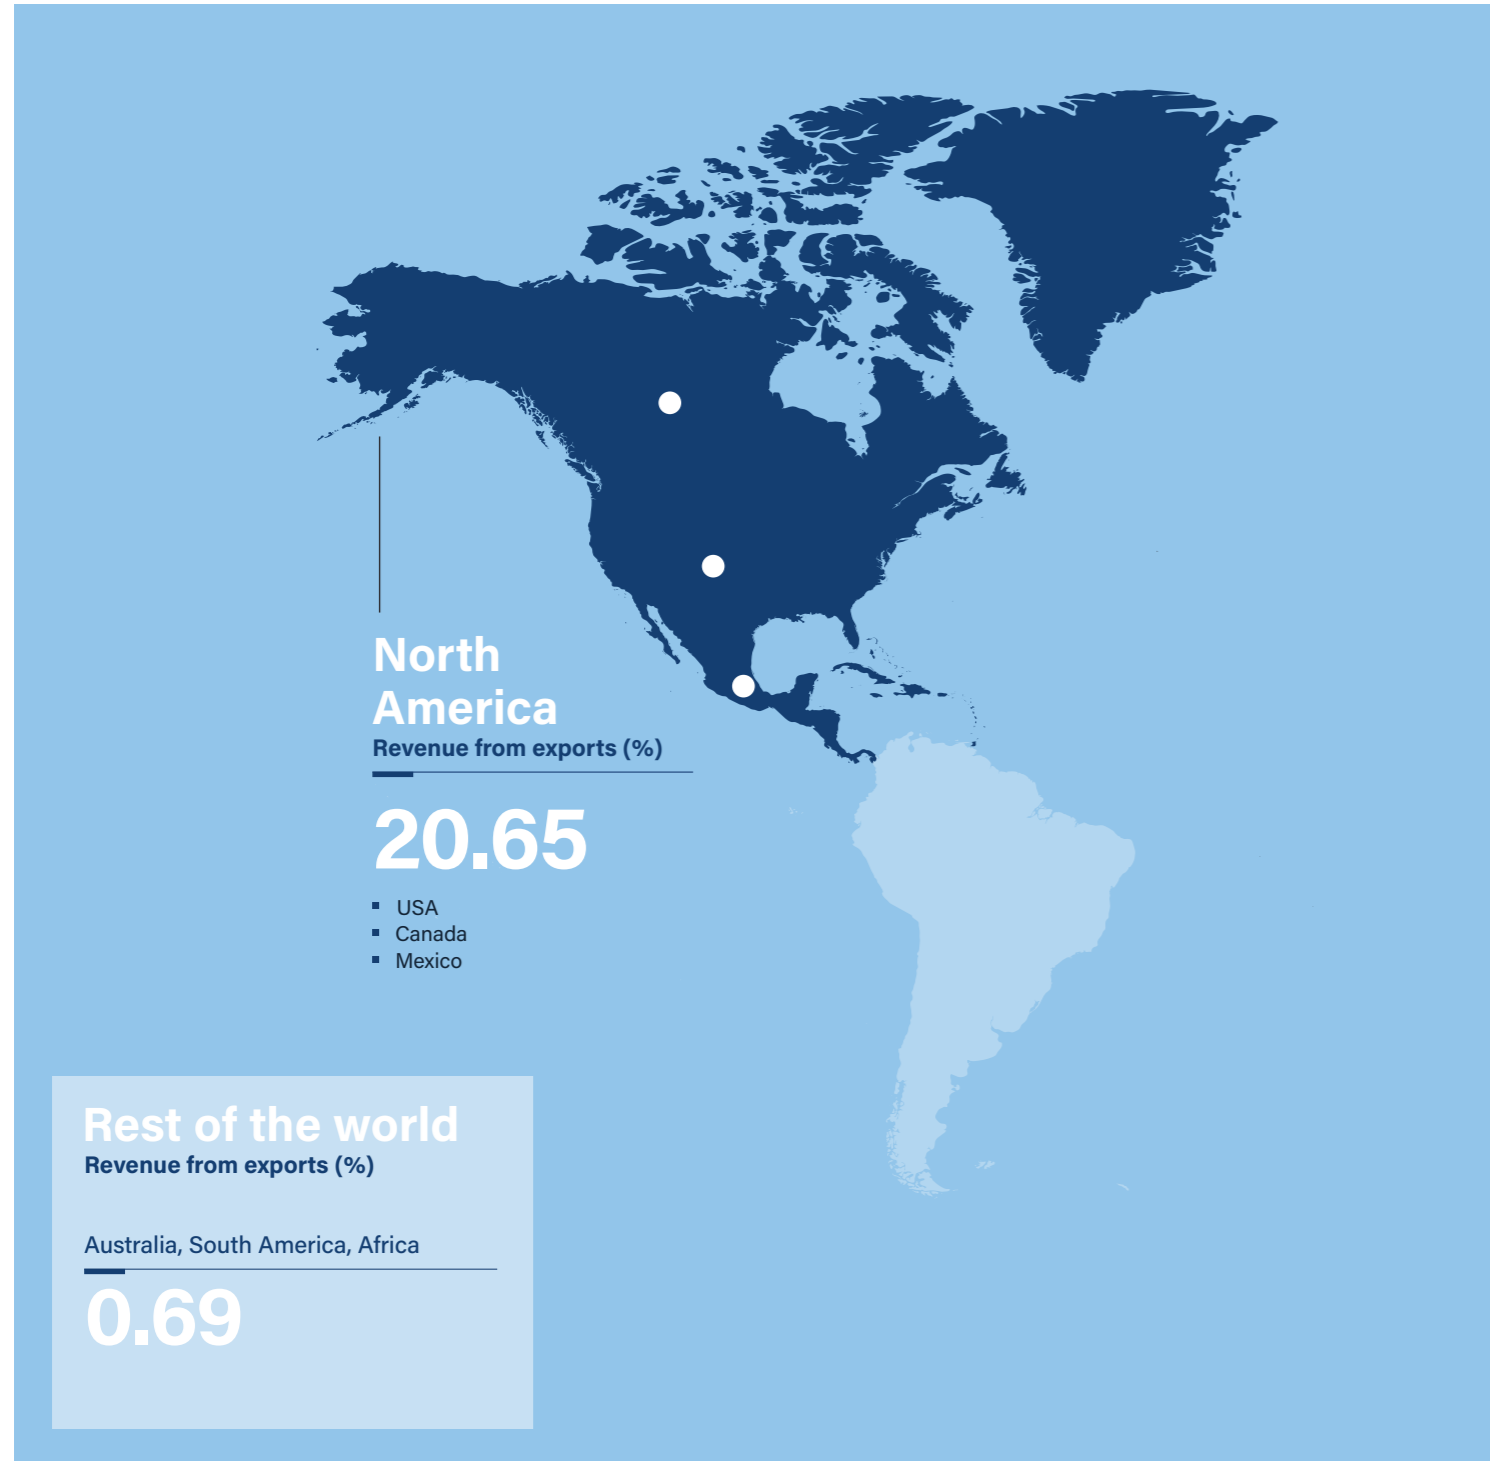 North
America
Revenue from exports (%)
20.65
USA
Canada
Mexico
Rest of the world
Revenue from exports (%)
Australia, South America, Africa
0.69